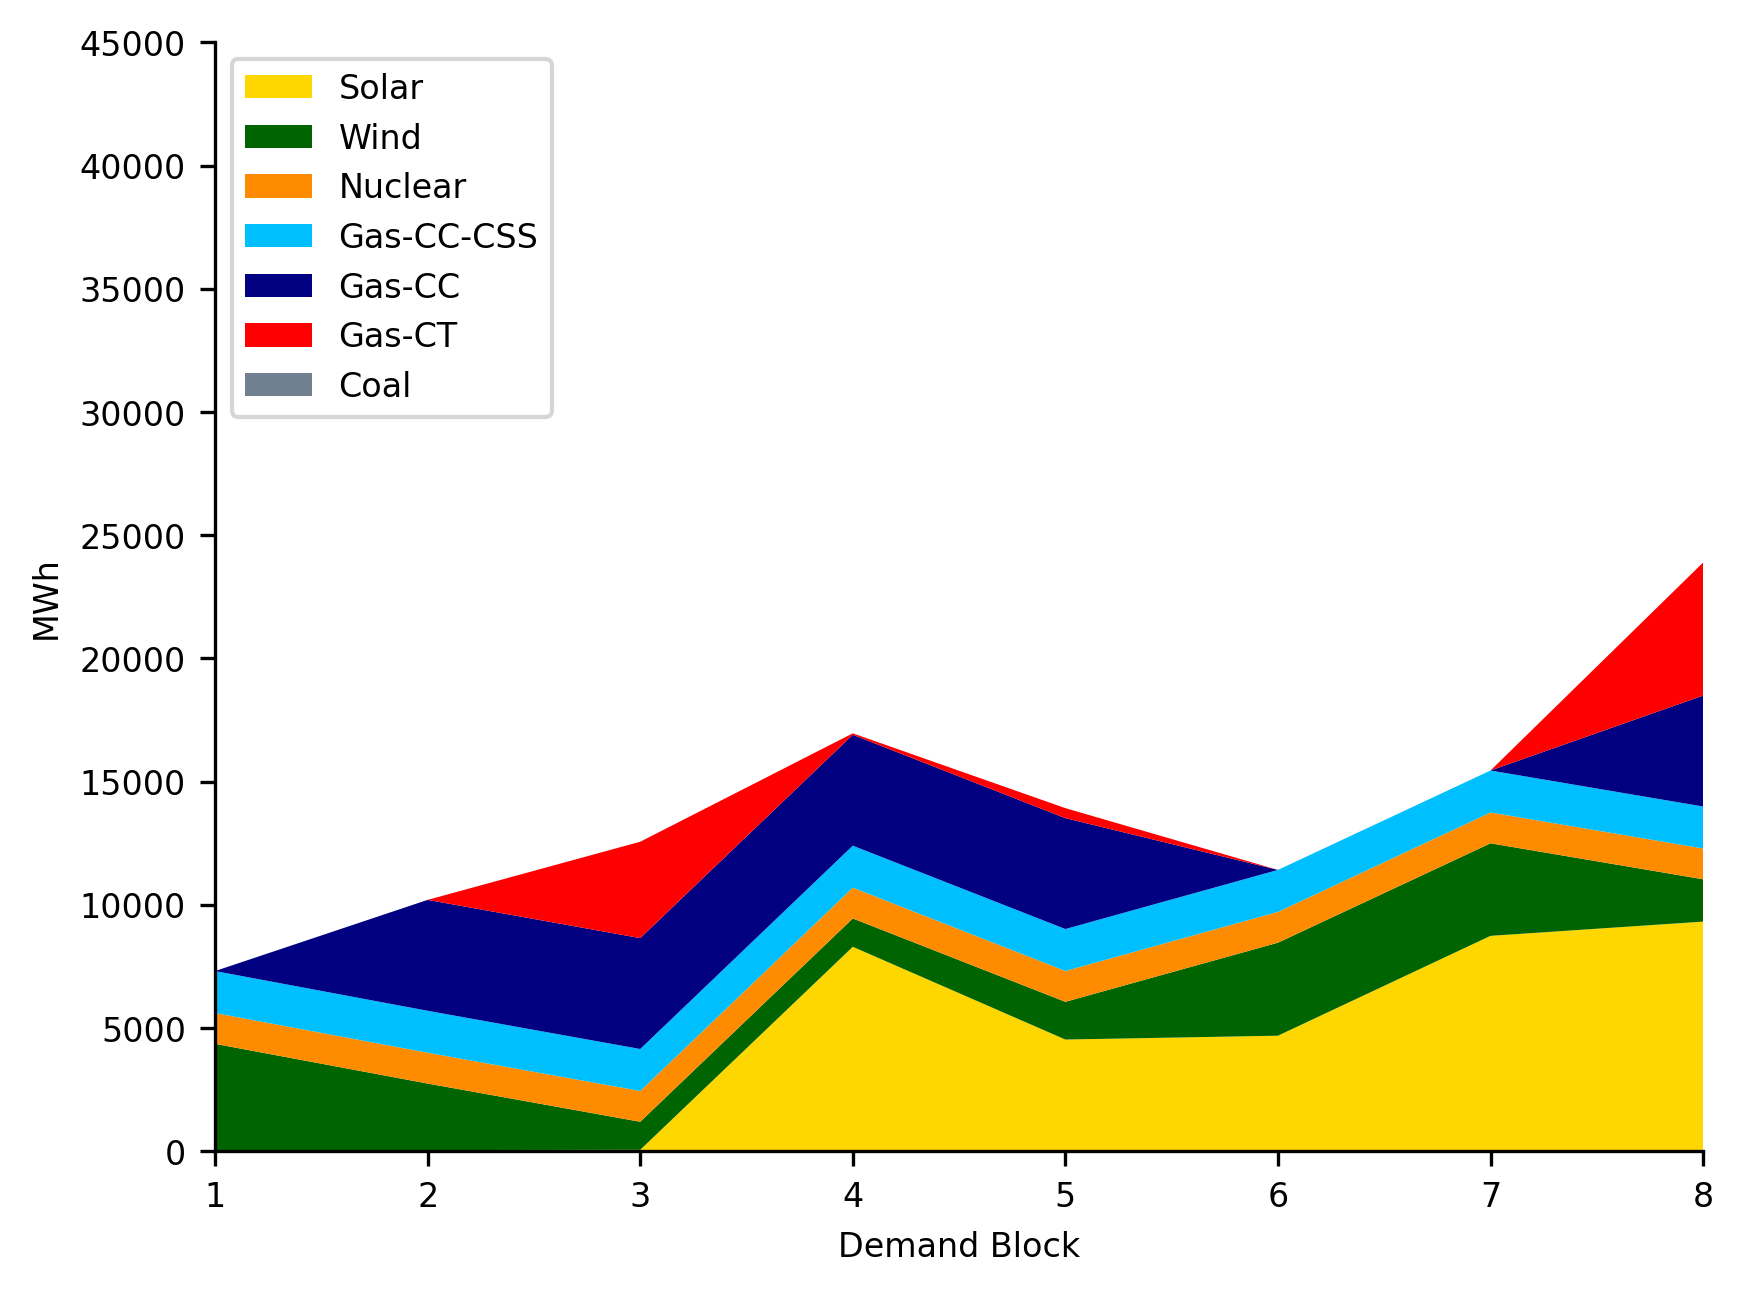 45000
40000
35000
30000
25000
20000
15000
10000
5000
0
MWh
Solar
Wind
Nuclear
Gas-CC-CSS
Gas-CC
Gas-CT
Coal
1 2 3 4 5 6 7 8
Demand Block